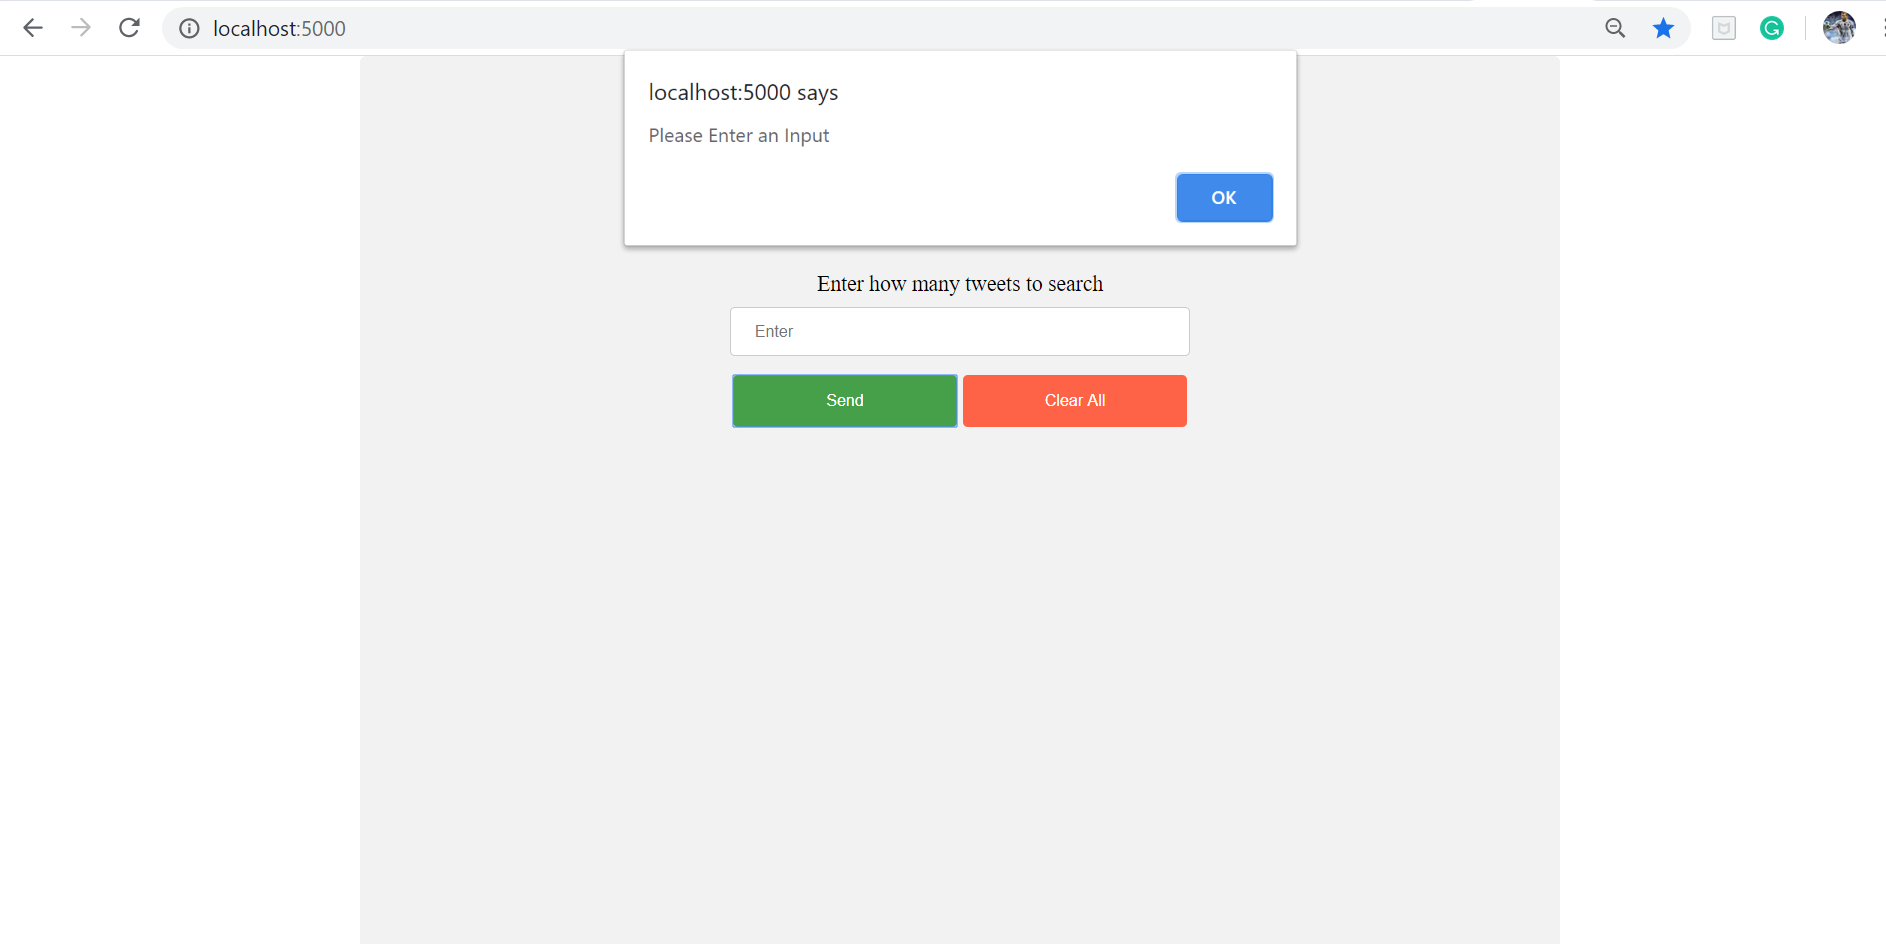 localhost:5000
localhost:5000 says
Please Enter an Input
OK
Enter how many tweets to search
Enter
Send Clear All